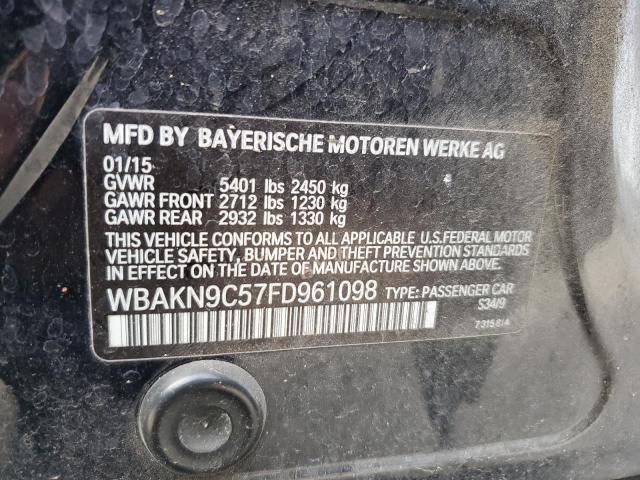 MFD BY BAYERISCHE MOTOREN WERKE AG
01/15
GVWR 5401 lbs 2450 kg
GAWR FRONT 2712 lbs 1230 kg
GAWR REAR 2932 lbs 1330 kg
THIS VEHICLE CONFORMS TO ALL APPLICABLE U.S.FEDERAL MOTOR
VEHICLE SAFETY, BUMPER AND THEFT PREVENTION STANDARDS
IN EFFECT ON THE DATE OF MANUFACTURE SHOWN ABOVE.
WBAKN9C57FD961098 TYPE: PASSENGER CAR
S34/9